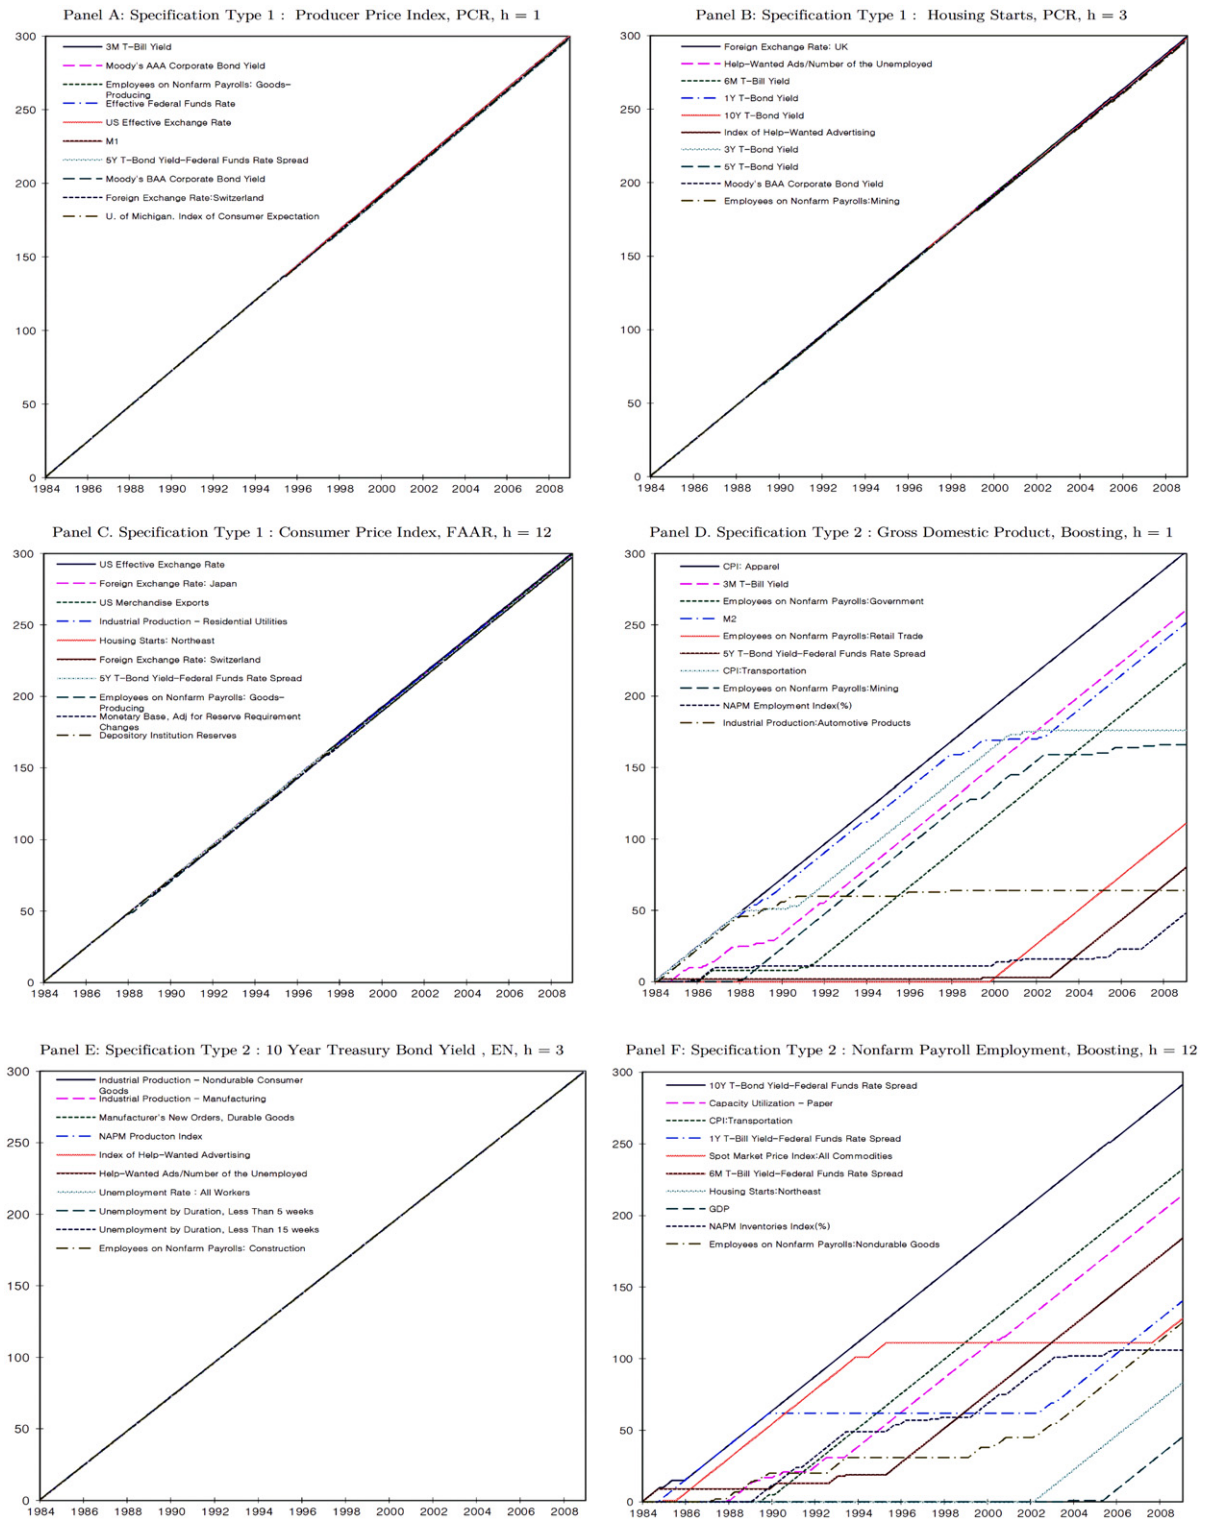 Panel A: Specification Type 1 : Producer Price Index, PCR, h = 1
300
250
200
150
100
50
0
3M T-Bill Yield
Moody's AAA Corporate Bond Yield
Employees on Nonfarm Payrolls: Goods-
Producing
Effective Federal Funds Rate
US Effective Exchange Rate
M1
5Y T-Bond Yield-Federal Funds Rate Spread
Moody's BAA Corporate Bond Yield
Foreign Exchange Rate:Switzerland
U. of Michigan. Index of Consumer Expectation
1984 1986 1988 1990 1992 1994 1996 1998 2000 2002 2004 2006 2008
Panel B: Specification Type 1 : Housing Starts, PCR, h = 3
300
250
200
150
100
50
0
Foreign Exchange Rate: UK
Help-Wanted Ads/Number of the Unemployed
6M T-Bill Yield
1Y T-Bond Yield
10Y T-Bond Yield
Index of Help-Wanted Advertising
3Y T-Bond Yield
5Y T-Bond Yield
Moody's BAA Corporate Bond Yield
Employees on Nonfarm Payrolls:Mining
1984 1986 1988 1990 1992 1994 1996 1998 2000 2002 2004 2006 2008
Panel C. Specification Type 1 : Consumer Price Index, FAAR, h = 12
300
250
200
150
100
50
0
US Effective Exchange Rate
Foreign Exchange Rate: Japan
US Merchandise Exports
Industrial Production - Residential Utilities
Housing Starts: Northeast
Foreign Exchange Rate: Switzerland
5Y T-Bond Yield-Federal Funds Rate Spread
Employees on Nonfarm Payrolls: Goods-
Producing
Monetary Base, Adj for Reserve Requirement
Changes
Depository Institution Reserves
1984 1986 1988 1990 1992 1994 1996 1998 2000 2002 2004 2006 2008
Panel D. Specification Type 2 : Gross Domestic Product, Boosting, h = 1
300
250
200
150
100
50
0
CPI: Apparel
3M T-Bill Yield
Employees on Nonfarm Payrolls:Government
M2
Employees on Nonfarm Payrolls:Retail Trade
5Y T-Bond Yield-Federal Funds Rate Spread
CPI:Transportation
Employees on Nonfarm Payrolls:Mining
NAPM Employment Index(%)
Industrial Production:Automotive Products
1984 1986 1988 1990 1992 1994 1996 1998 2000 2002 2004 2006 2008
Panel E: Specification Type 2 : 10 Year Treasury Bond Yield , EN, h = 3
300
250
200
150
100
50
0
Industrial Production - Nondurable Consumer
Goods
Industrial Production - Manufacturing
Manufacturer's New Orders, Durable Goods
NAPM Producton Index
Index of Help-Wanted Advertising
Help-Wanted Ads/Number of the Unemployed
Unemployment Rate : All Workers
Unemployment by Duration, Less Than 5 weeks
Unemployment by Duration, Less Than 15 weeks
Employees on Nonfarm Payrolls: Construction
1984 1986 1988 1990 1992 1994 1996 1998 2000 2002 2004 2006 2008
Panel F: Specification Type 2 : Nonfarm Payroll Employment, Boosting, h = 12
300
250
200
150
100
50
0
10Y T-Bond Yield-Federal Funds Rate Spread
Capacity Utilization - Paper
CPI:Transportation
1Y T-Bill Yield-Federal Funds Rate Spread
Spot Market Price Index:All Commodities
6M T-Bill Yield-Federal Funds Rate Spread
Housing Starts:Northeast
GDP
NAPM Inventories Index(%)
Employees on Nonfarm Payrolls:Nondurable Goods
1984 1986 1988 1990 1992 1994 1996 1998 2000 2002 2004 2006 2008